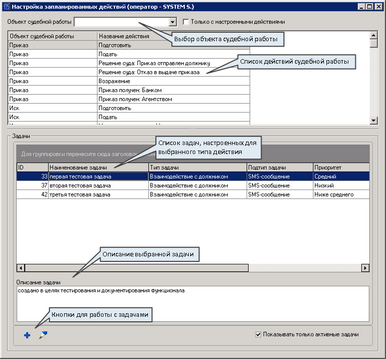 Настройка запланированных действий (оператор - SYSTEM S.)
Объект судебной работы
Только с настроенными действиями
Выбор объекта судебной работы
Объект судебной работы Название действия
Приказ Подготовить
Приказ Подать
Приказ Решение суда: Приказ отправлен должнику
Приказ Решение суда: Отказ в выдаче приказа
Приказ Возражение
Приказ Приказ получен: Банком
Приказ Приказ получен: Агентством
Иск Подготовить
Иск Подать
Список действий судебной работы
Задачи
Для группировки перенесите сюда заголовок
Список задач, настроенных для
выбранного типа действия
ID Наименование задачи Тип задачи Подтип задачи Приоритет
33 первая тестовая задача Взаимодействие с должником SMS-сообщение Средний
37 вторая тестовая задача Взаимодействие с должником SMS-сообщение Низкий
42 третья тестовая задача Взаимодействие с должником SMS-сообщение Ниже среднего
Описание выбранной задачи
Описание задачи
создано в целях тестирования и документирования функционала
Кнопки для работы с задачами
Показывать только активные задачи